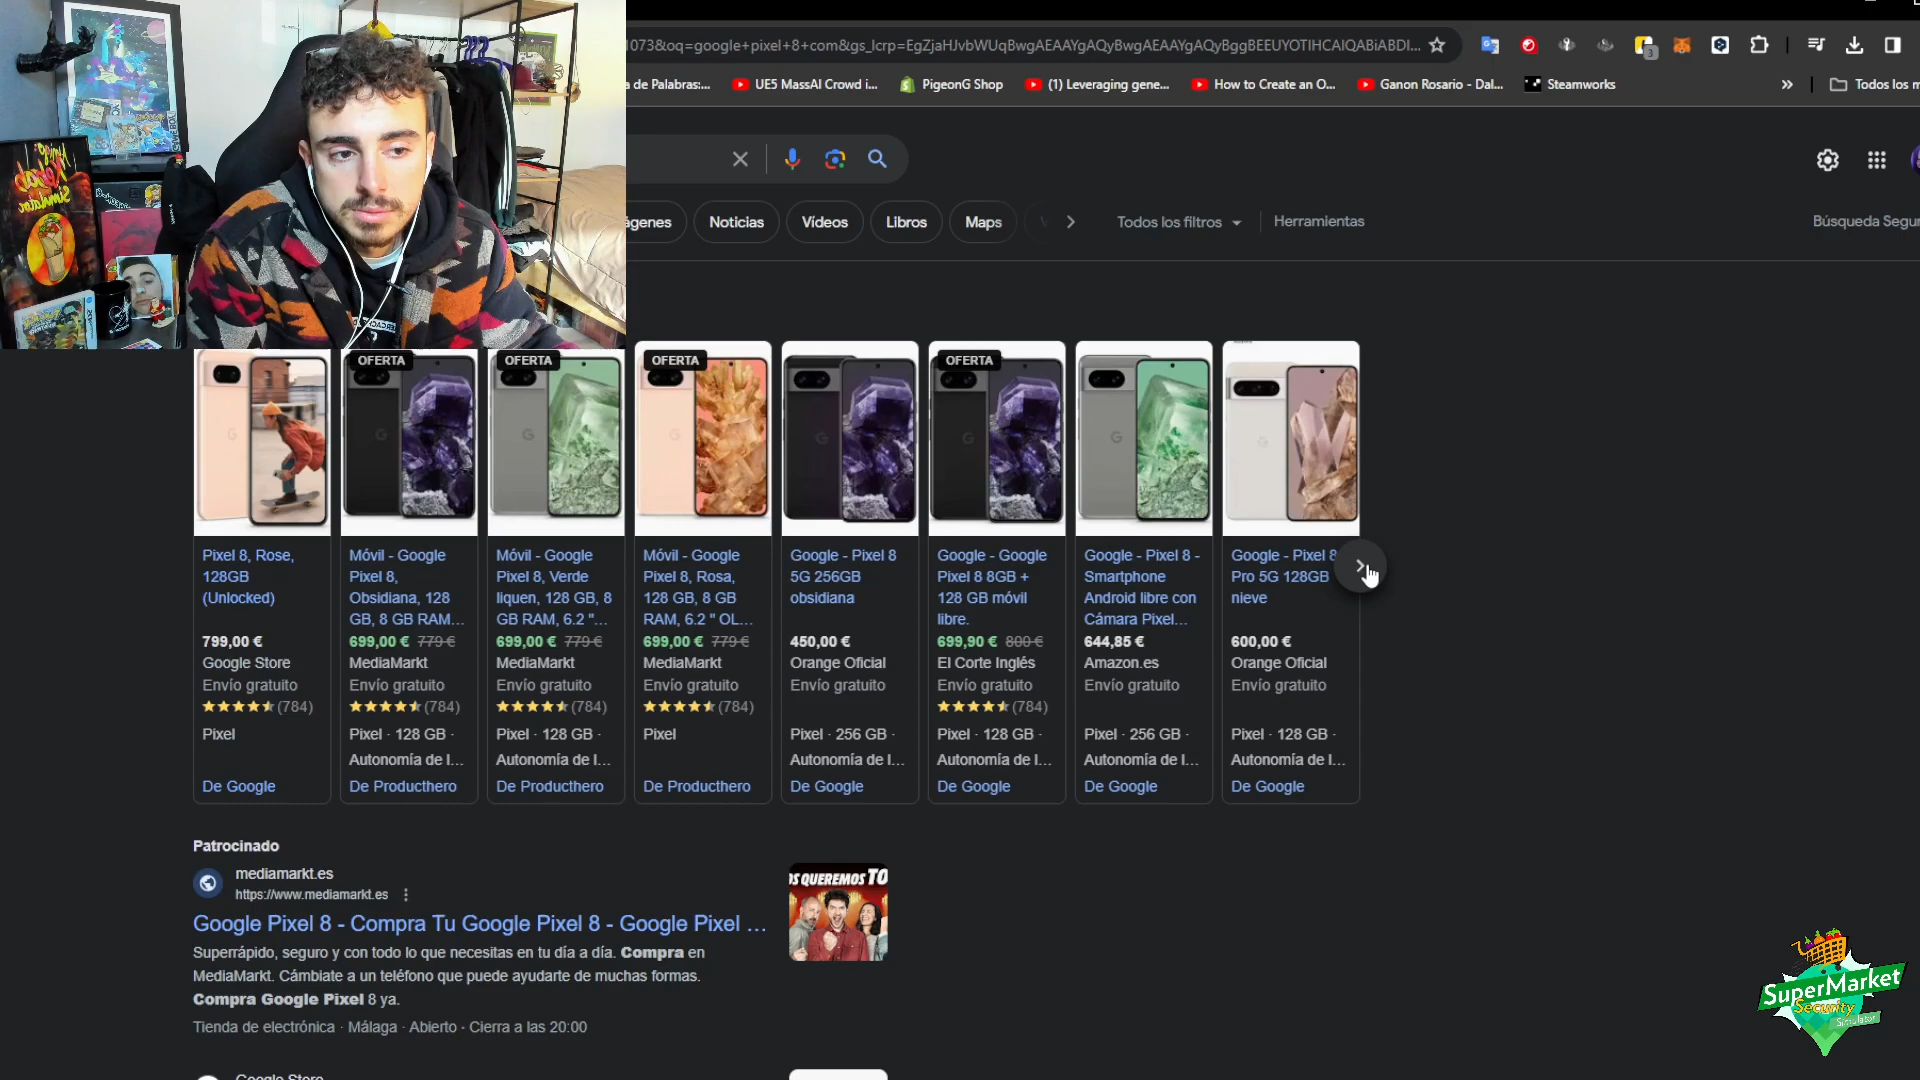 1073&oq=google+pixel+8+com&gs_lcrp=EgZjaHJvbWUqBwgAEAAYgAQyBwgAEAAYgAQyBggBEEUYOTIHCAIQABiABDI...
a de Palabras:...
UE5 MassAI Crowd i...
PigeonG Shop
(1) Leveraging gene...
How to Create an O...
Ganon Rosario - Dal...
Steamworks
»
Todos los m
ágenes
Noticias
Vídeos
Libros
Maps
Todos los filtros
Herramientas
Búsqueda Segur
Kebab
Simulator
Pixel 8, Rose,
128GB
(Unlocked)
799,00 €
Google Store
Envío gratuito
(784)
Pixel
De Google
OFERTA
Móvil - Google
Pixel 8,
Obsidiana, 128
GB, 8 GB RAM...
699,00 € 779 €
MediaMarkt
Envío gratuito
(784)
Pixel · 128 GB ·
Autonomía de l...
De Producthero
OFERTA
Móvil - Google
Pixel 8, Verde
liquen, 128 GB, 8
GB RAM, 6.2 "...
699,00 € 779 €
MediaMarkt
Envío gratuito
(784)
Pixel · 128 GB ·
Autonomía de l...
De Producthero
OFERTA
Móvil - Google
Pixel 8, Rosa,
128 GB, 8 GB
RAM, 6.2 " OL...
699,00 € 779 €
MediaMarkt
Envío gratuito
(784)
Pixel
De Producthero
Google - Pixel 8
5G 256GB
obsidiana
450,00 €
Orange Oficial
Envío gratuito
Pixel · 256 GB ·
Autonomía de l...
De Google
OFERTA
Google - Google
Pixel 8 8GB +
128 GB móvil
libre.
699,90 € 800 €
El Corte Inglés
Envío gratuito
(784)
Pixel · 128 GB ·
Autonomía de l...
De Google
Google - Pixel 8 -
Smartphone
Android libre con
Cámara Pixel...
644,85 €
Amazon.es
Envío gratuito
Pixel · 256 GB ·
Autonomía de l...
De Google
Google - Pixel 8
Pro 5G 128GB
nieve
600,00 €
Orange Oficial
Envío gratuito
Pixel · 128 GB ·
Autonomía de l...
De Google
Patrocinado
mediamarkt.es
https://www.mediamarkt.es
Google Pixel 8 - Compra Tu Google Pixel 8 - Google Pixel ...
Superrápido, seguro y con todo lo que necesitas en tu día a día. Compra en
MediaMarkt. Cámbiate a un teléfono que puede ayudarte de muchas formas.
Compra Google Pixel 8 ya.
Tienda de electrónica · Málaga · Abierto · Cierra a las 20:00
OS QUEREMOS TO
Google Store
SuperMarket
Security
Simulator